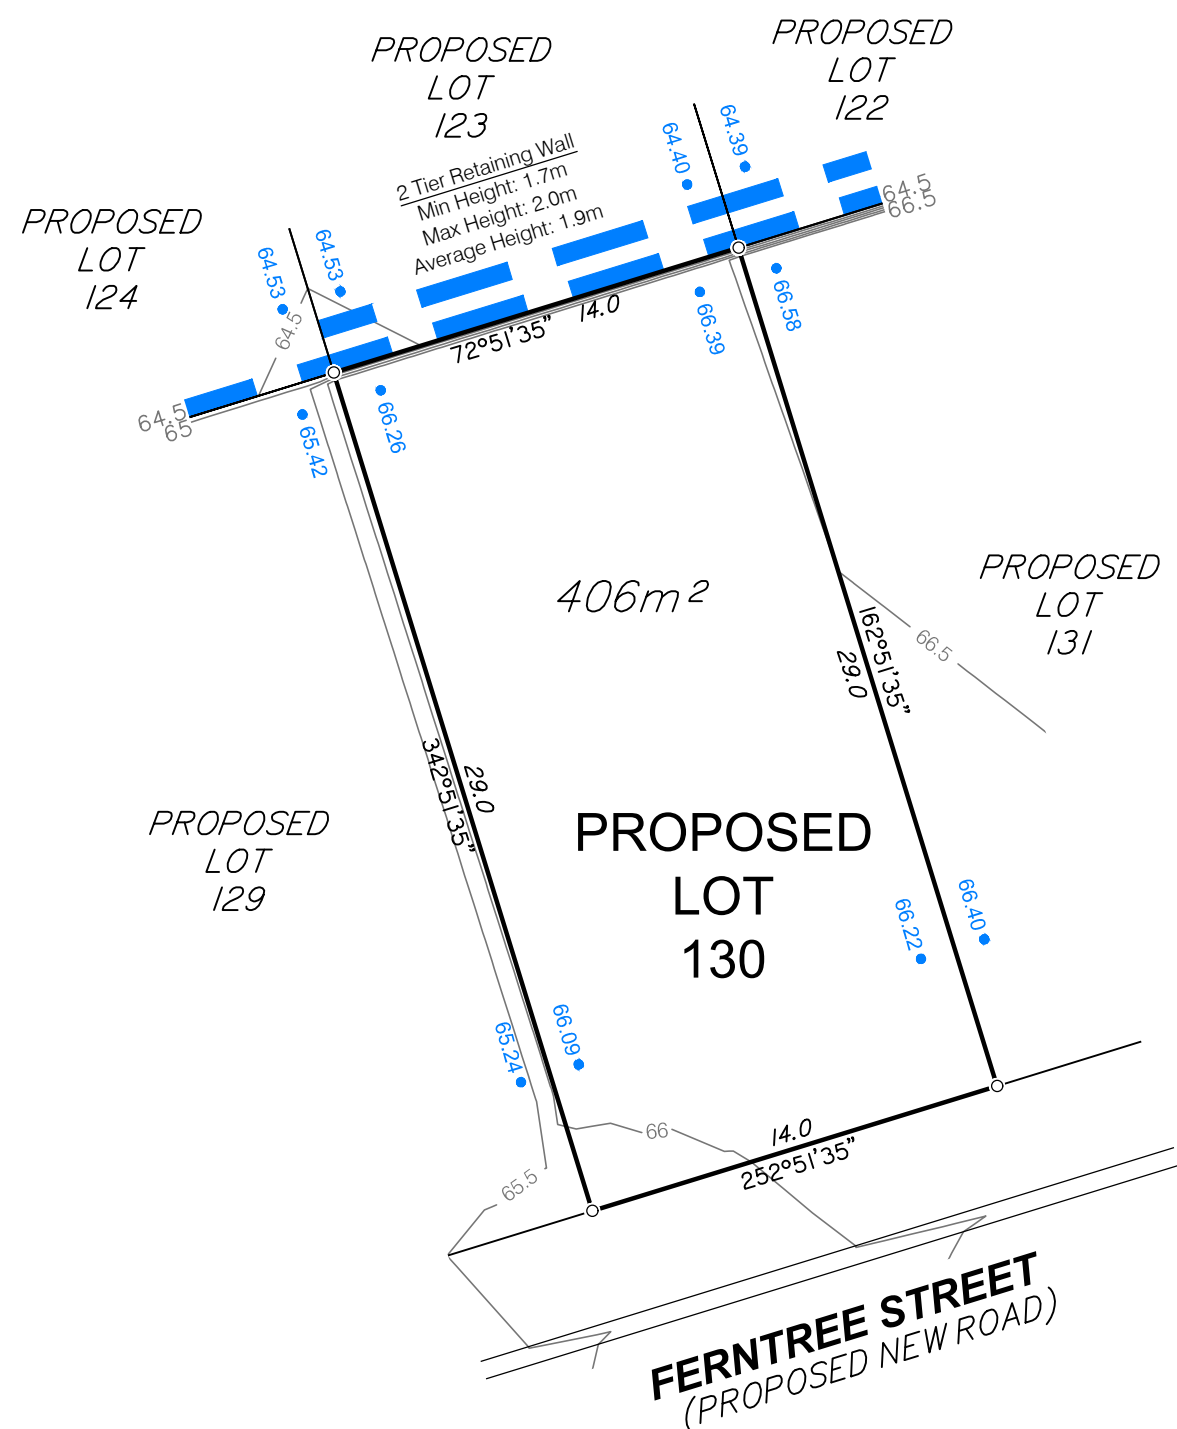 PROPOSED
LOT
122
PROPOSED
LOT
123
64.39
64.40
2 Tier Retaining Wall
Min Height: 1.7m
Max Height: 2.0m
Average Height: 1.9m
64.5
66.5
PROPOSED
LOT
124
64.53
64.53
64.5
14.0
72°51'35"
66.39
66.58
64.5
65
66.26
65.42
406m²
PROPOSED
LOT
131
66.5
162°51'35"
29.0
29.0
342°51'35"
PROPOSED
LOT
129
PROPOSED
LOT
130
66.22
66.40
65.24
66.09
66
14.0
252°51'35"
65.5
FERNTREE STREET
(PROPOSED NEW ROAD)